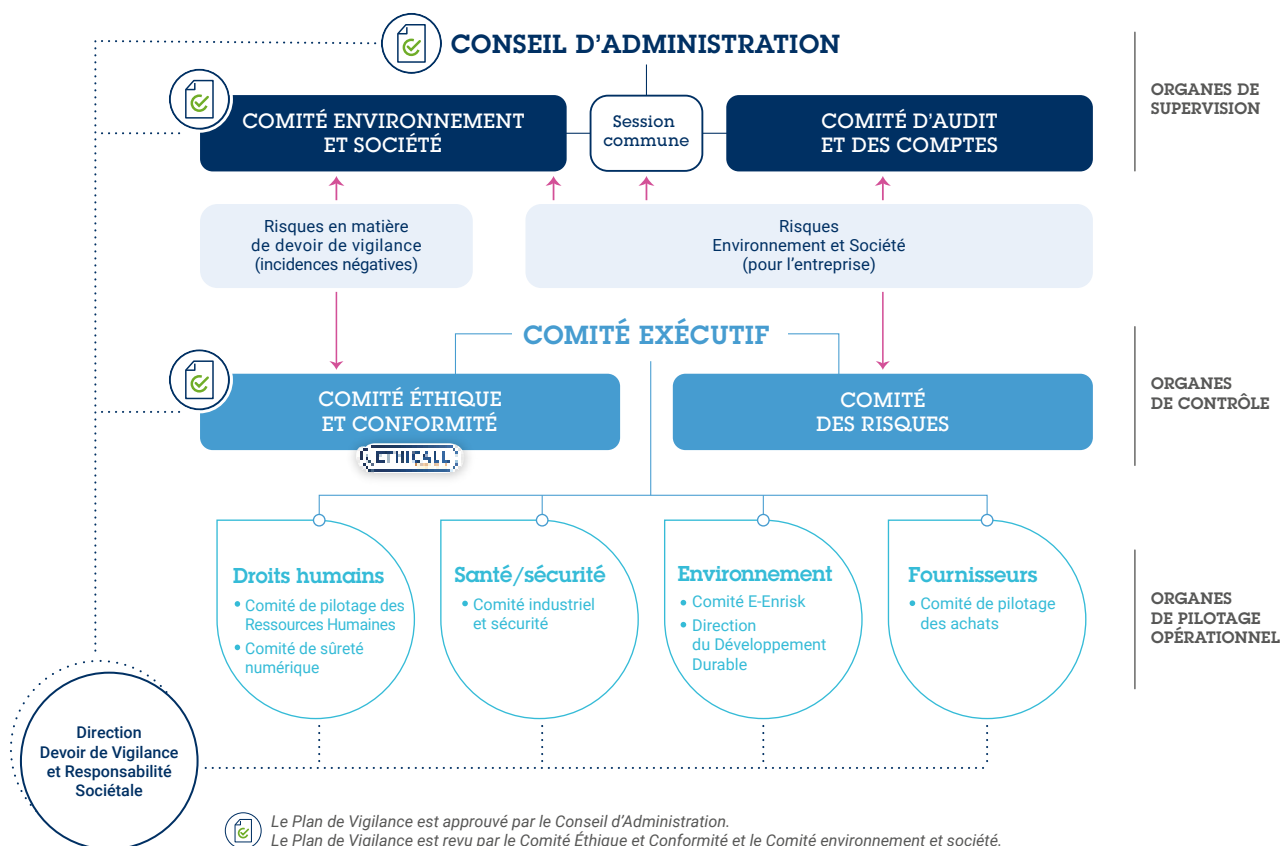 CONSEIL D'ADMINISTRATION
COMITÉ ENVIRONNEMENT
ET SOCIÉTÉ
Session
commune
COMITÉ D'AUDIT
ET DES COMPTES
ORGANES DE
SUPERVISION
Risques en matière
de devoir de vigilance
(incidences négatives)
Risques
Environnement et Société
(pour l'entreprise)
COMITÉ EXÉCUTIF
COMITÉ ÉTHIQUE
ET CONFORMITÉ
COMITÉ
DES RISQUES
ORGANES
DE CONTRÔLE
Droits humains
• Comité de pilotage des
Ressources Humaines
• Comité de sûreté
numérique
Santé/sécurité
• Comité industriel
et sécurité
Environnement
• Comité E-Enrisk
• Direction
du Développement
Durable
Fournisseurs
• Comité de pilotage
des achats
ORGANES
DE PILOTAGE
OPÉRATIONNEL
Direction
Devoir de Vigilance
et Responsabilité
Sociétale
Le Plan de Vigilance est approuvé par le Conseil d'Administration.
Le Plan de Vigilance est revu par le Comité Éthique et Conformité et le Comité environnement et société.